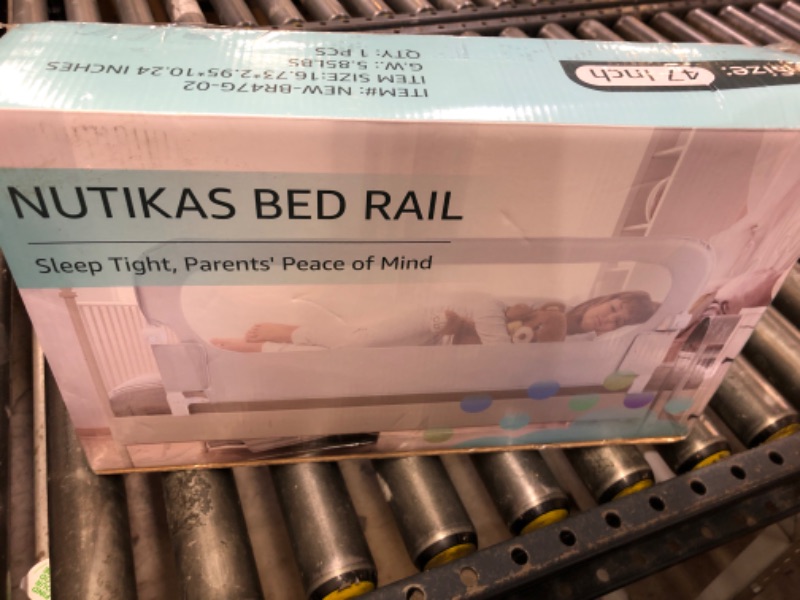 Size: 47 Inch
ITEM#: NEW-BR47G-02
ITEM SIZE:16.73*2.95*10.24 INCHES
G.W.: 5.85LBS
QTY: 1 PCS
NUTIKAS BED RAIL
Sleep Tight, Parents' Peace of Mind